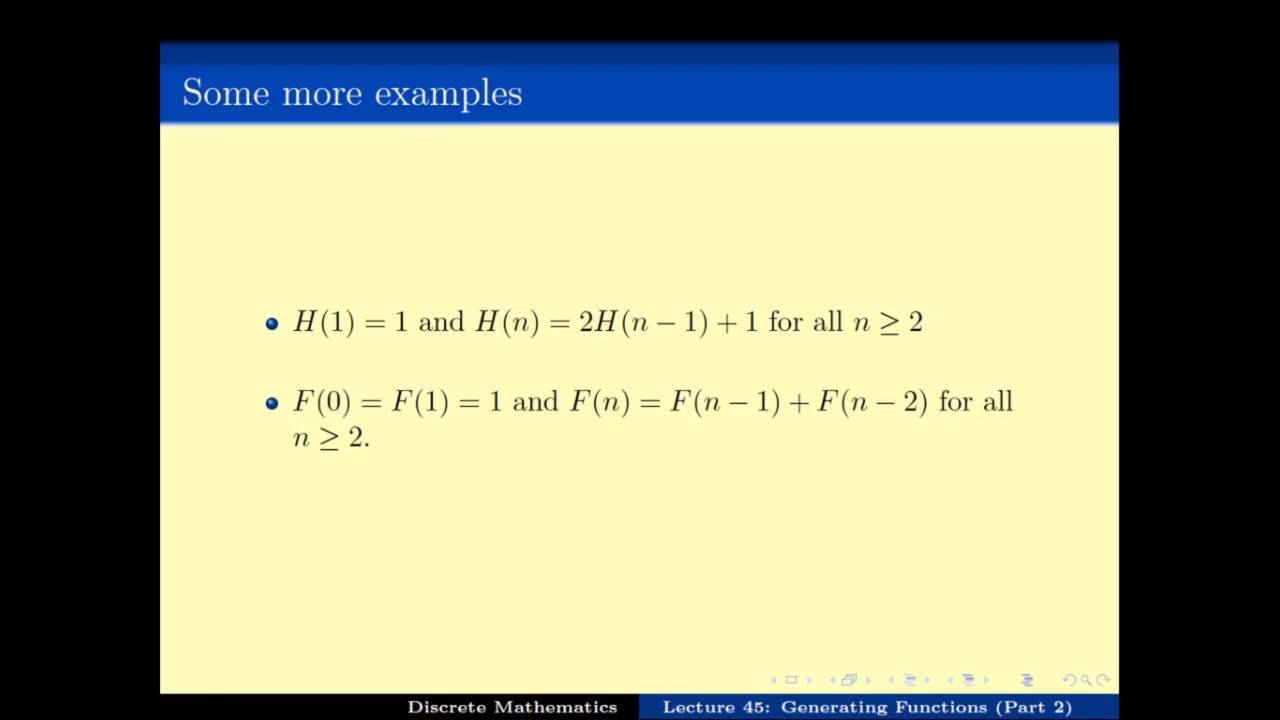 Some more examples
H(1) = 1 and H(n) = 2H(n − 1) + 1 for all n ≥ 2
F(0) = F(1) = 1 and F(n) = F(n − 1) + F(n − 2) for all
n ≥ 2.
Discrete Mathematics
Lecture 45: Generating Functions (Part 2)